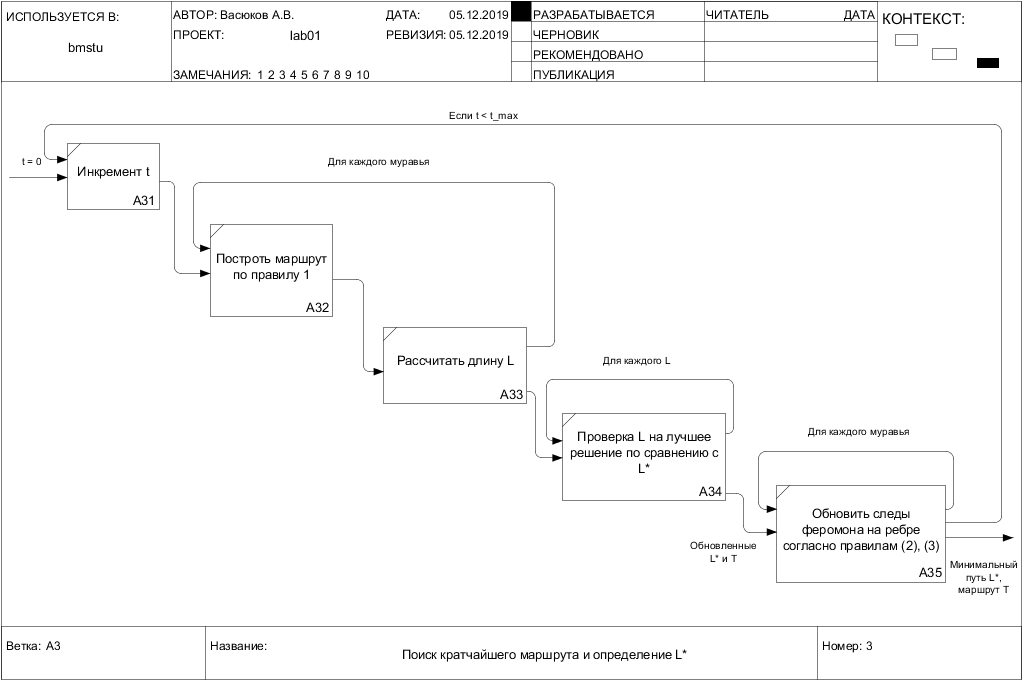 ИСПОЛЬЗУЕТСЯ В:
bmstu
АВТОР: Васюков А.В.
ДАТА: 05.12.2019
ПРОЕКТ: lab01
РЕВИЗИЯ: 05.12.2019
ЗАМЕЧАНИЯ: 1 2 3 4 5 6 7 8 9 10
РАЗРАБАТЫВАЕТСЯ
ЧЕРНОВИК
РЕКОМЕНДОВАНО
ПУБЛИКАЦИЯ
ЧИТАТЕЛЬ ДАТА
КОНТЕКСТ:
Если t < t_max
t = 0
Инкремент t
A31
Для каждого муравья
Построть маршрут
по правилу 1
A32
Рассчитать длину L
A33
Для каждого L
Проверка L на лучшее
решение по сравнению с
L*
A34
Для каждого муравья
Обновить следы
феромона на ребре
согласно правилам (2), (3)
A35
Обновленные
L* и T
Минимальный
путь L*,
маршрут T
Ветка: A3
Название:
Поиск кратчайшего маршрута и определение L*
Номер: 3